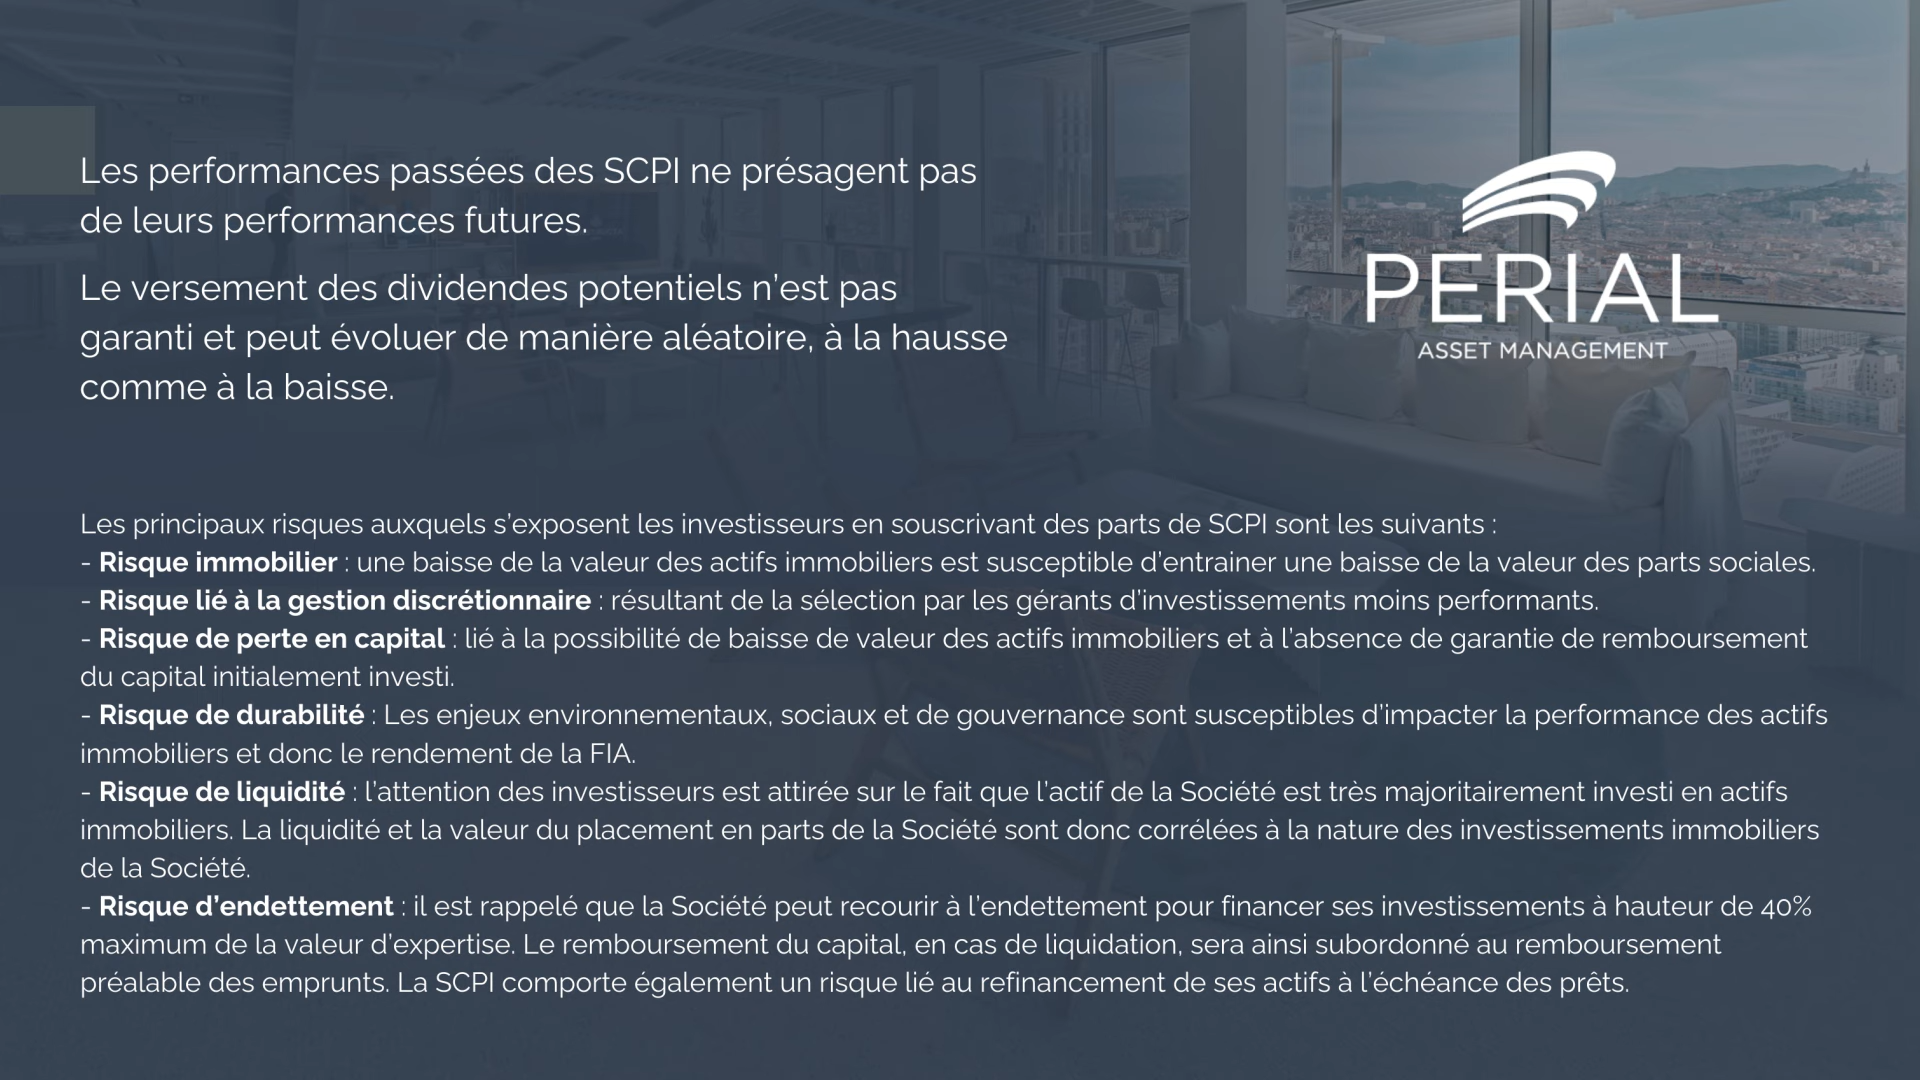 Les performances passées des SCPI ne présagent pas
de leurs performances futures.
Le versement des dividendes potentiels n’est pas
garanti et peut évoluer de manière aléatoire, à la hausse
comme à la baisse.
PERIAL
ASSET MANAGEMENT
Les principaux risques auxquels s’exposent les investisseurs en souscrivant des parts de SCPI sont les suivants :
- Risque immobilier : une baisse de la valeur des actifs immobiliers est susceptible d’entrainer une baisse de la valeur des parts sociales.
- Risque lié à la gestion discrétionnaire : résultant de la sélection par les gérants d’investissements moins performants.
- Risque de perte en capital : lié à la possibilité de baisse de valeur des actifs immobiliers et à l’absence de garantie de remboursement
du capital initialement investi.
- Risque de durabilité : Les enjeux environnementaux, sociaux et de gouvernance sont susceptibles d’impacter la performance des actifs
immobiliers et donc le rendement de la FIA.
- Risque de liquidité : l’attention des investisseurs est attirée sur le fait que l’actif de la Société est très majoritairement investi en actifs
immobiliers. La liquidité et la valeur du placement en parts de la Société sont donc corrélées à la nature des investissements immobiliers
de la Société.
- Risque d’endettement : il est rappelé que la Société peut recourir à l’endettement pour financer ses investissements à hauteur de 40%
maximum de la valeur d’expertise. Le remboursement du capital, en cas de liquidation, sera ainsi subordonné au remboursement
préalable des emprunts. La SCPI comporte également un risque lié au refinancement de ses actifs à l’échéance des prêts.